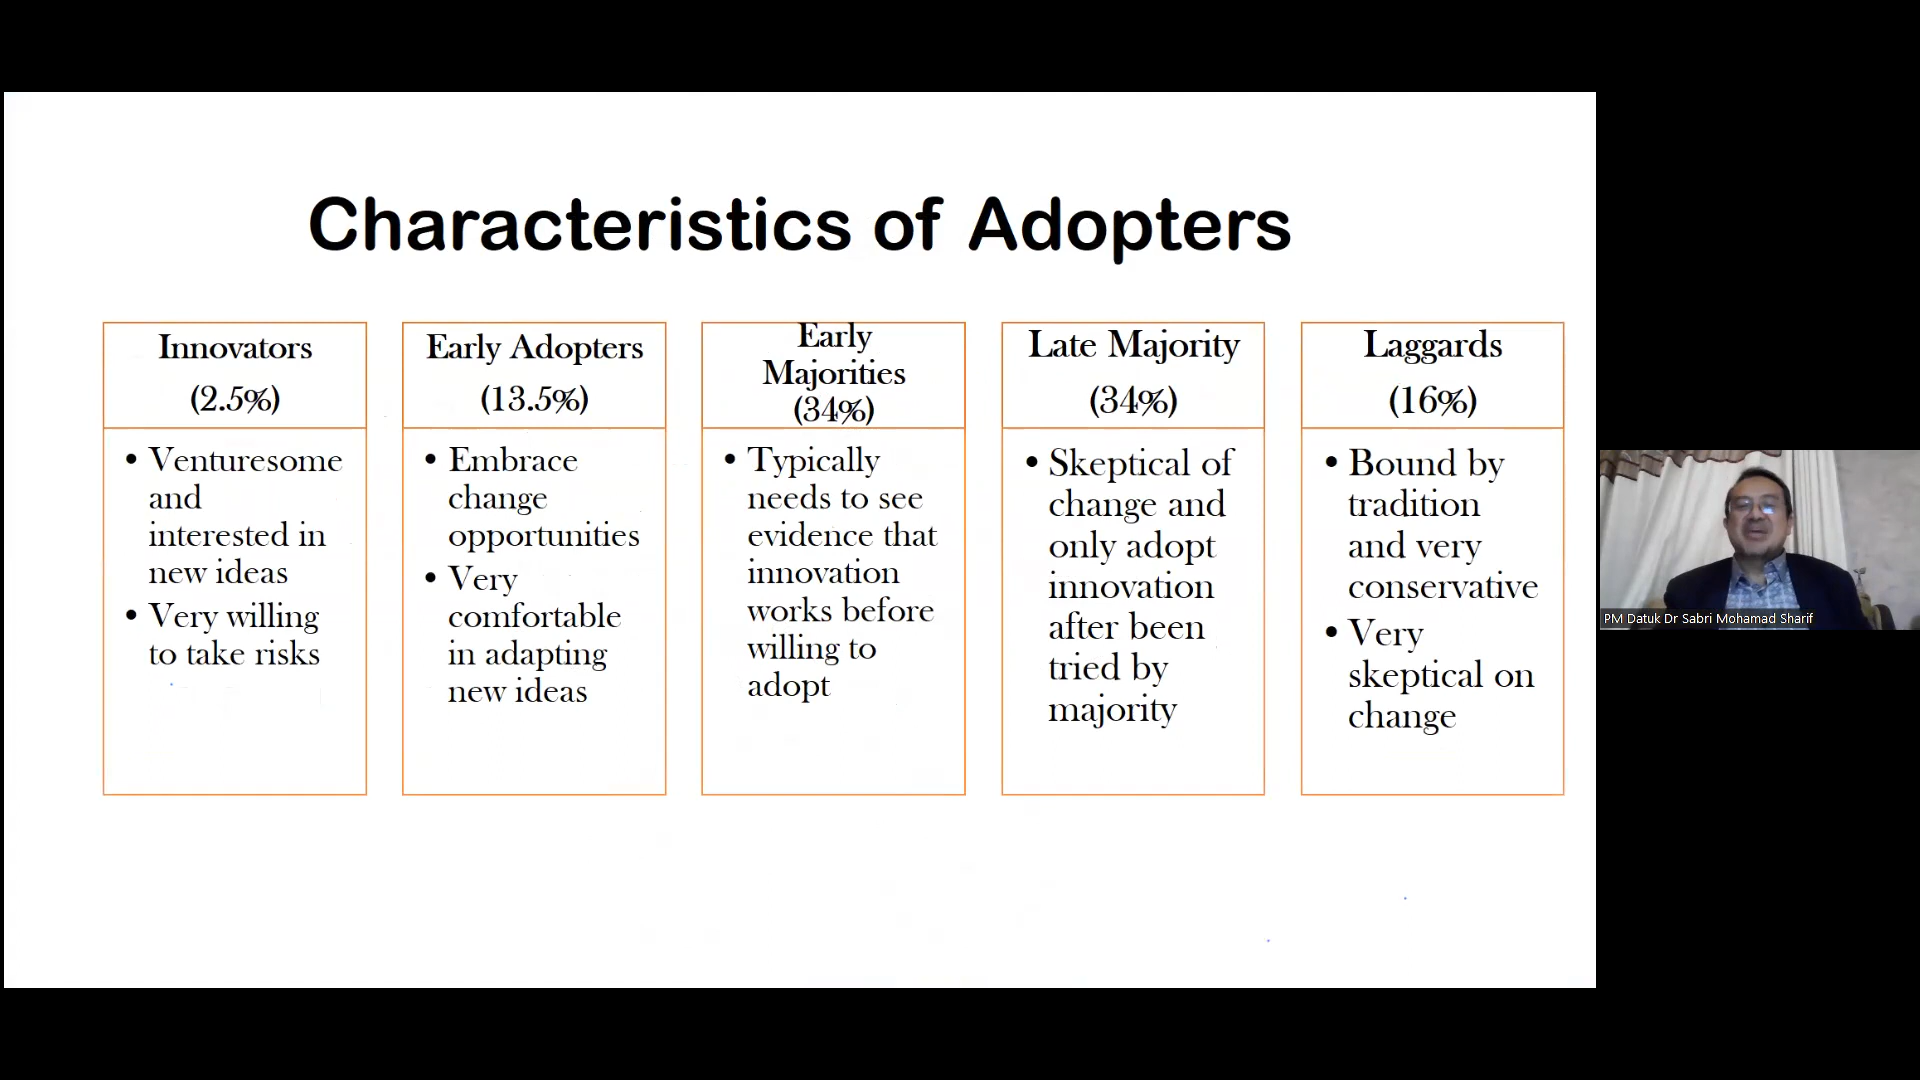 Characteristics of Adopters
Innovators
(2.5%)
• Venturesome
and
interested in
new ideas
• Very willing
to take risks
Early Adopters
(13.5%)
• Embrace
change
opportunities
• Very
comfortable
in adapting
new ideas
Early
Majorities
(34%)
• Typically
needs to see
evidence that
innovation
works before
willing to
adopt
Late Majority
(34%)
• Skeptical of
change and
only adopt
innovation
after been
tried by
majority
Laggards
(16%)
• Bound by
tradition
and very
conservative
• Very
skeptical on
change
PM Datuk Dr Sabri Mohamad Sharif